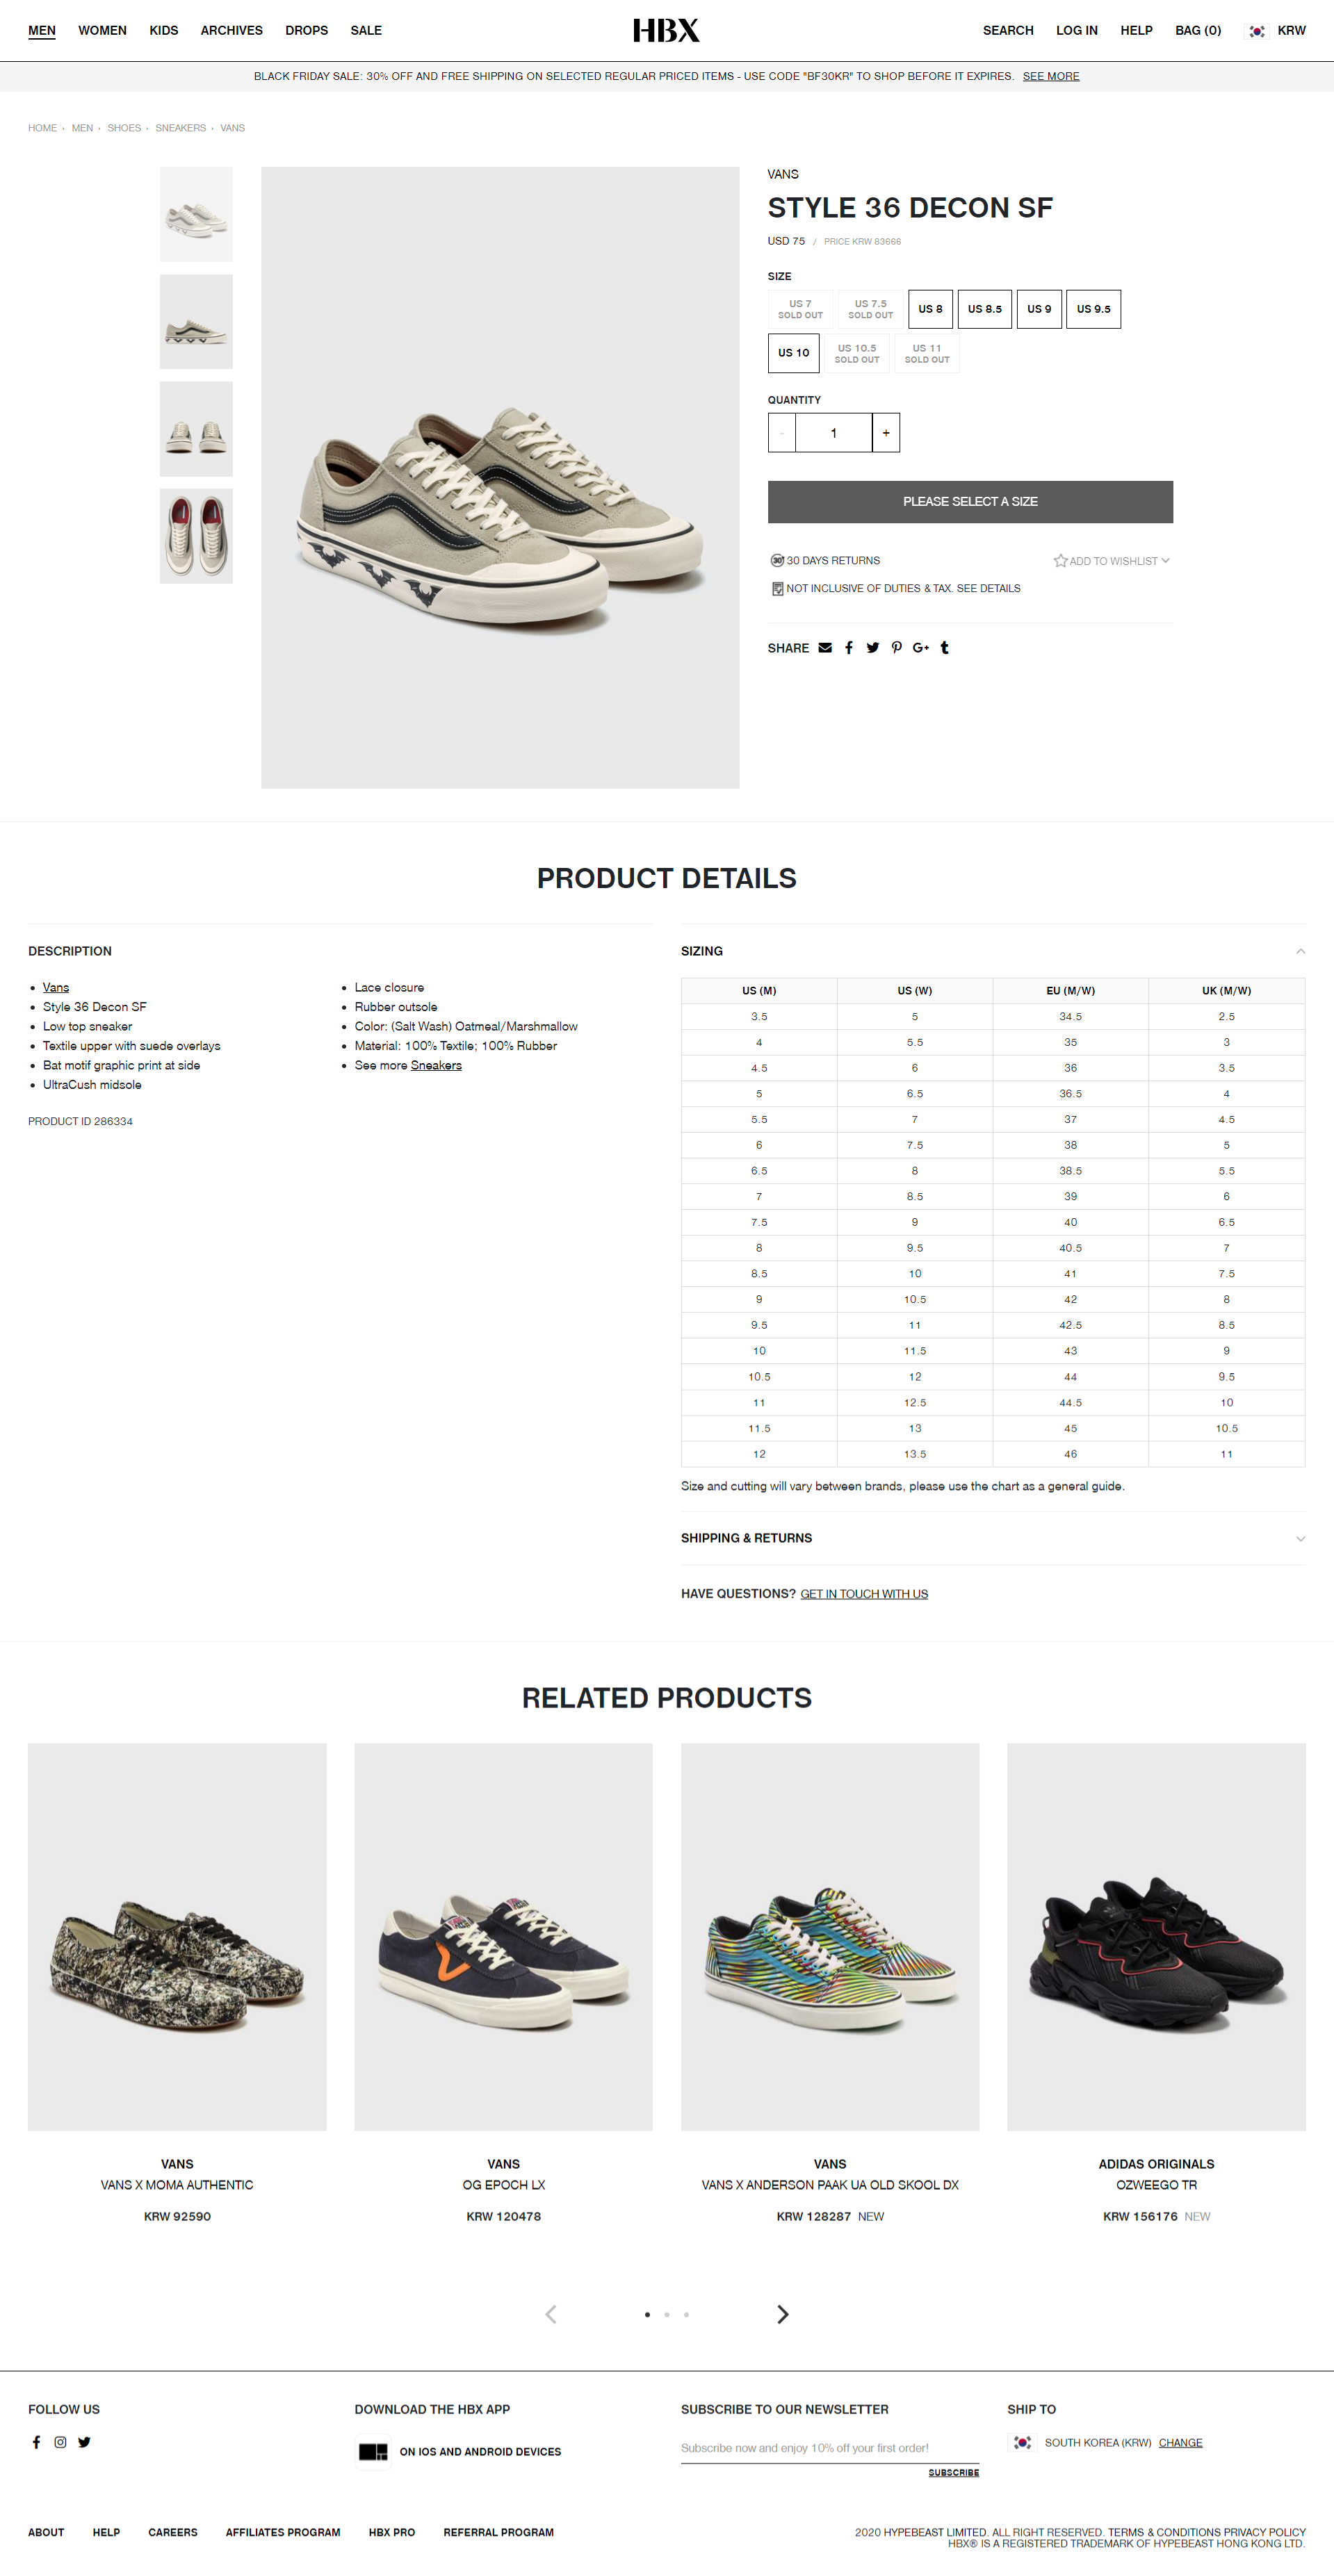 MEN WOMEN KIDS ARCHIVES DROPS SALE HBX SEARCH LOG IN HELP BAG (0) KRW
BLACK FRIDAY SALE: 30% OFF AND FREE SHIPPING ON SELECTED REGULAR PRICED ITEMS - USE CODE "BF30KR" TO SHOP BEFORE IT EXPIRES. SEE MORE
HOME › MEN › SHOES › SNEAKERS › VANS
VANS
STYLE 36 DECON SF
USD 75 / PRICE KRW 83666
SIZE
US 7 SOLD OUT
US 7.5 SOLD OUT
US 8
US 8.5
US 9
US 9.5
US 10
US 10.5 SOLD OUT
US 11 SOLD OUT
QUANTITY
- 1 +
PLEASE SELECT A SIZE
30 30 DAYS RETURNS ADD TO WISHLIST
NOT INCLUSIVE OF DUTIES & TAX. SEE DETAILS
SHARE
PRODUCT DETAILS
DESCRIPTION
• Vans
• Style 36 Decon SF
• Low top sneaker
• Textile upper with suede overlays
• Bat motif graphic print at side
• UltraCush midsole
• Lace closure
• Rubber outsole
• Color: (Salt Wash) Oatmeal/Marshmallow
• Material: 100% Textile; 100% Rubber
• See more Sneakers
PRODUCT ID 286334
SIZING
US (M) US (W) EU (M/W) UK (M/W)
3.5 5 34.5 2.5
4 5.5 35 3
4.5 6 36 3.5
5 6.5 36.5 4
5.5 7 37 4.5
6 7.5 38 5
6.5 8 38.5 5.5
7 8.5 39 6
7.5 9 40 6.5
8 9.5 40.5 7
8.5 10 41 7.5
9 10.5 42 8
9.5 11 42.5 8.5
10 11.5 43 9
10.5 12 44 9.5
11 12.5 44.5 10
11.5 13 45 10.5
12 13.5 46 11
Size and cutting will vary between brands, please use the chart as a general guide.
SHIPPING & RETURNS
HAVE QUESTIONS? GET IN TOUCH WITH US
RELATED PRODUCTS
VANS
VANS X MOMA AUTHENTIC
KRW 92590
VANS
OG EPOCH LX
KRW 120478
VANS
VANS X ANDERSON PAAK UA OLD SKOOL DX
KRW 128287 NEW
ADIDAS ORIGINALS
OZWEEGO TR
KRW 156176 NEW
FOLLOW US
DOWNLOAD THE HBX APP
ON IOS AND ANDROID DEVICES
SUBSCRIBE TO OUR NEWSLETTER
Subscribe now and enjoy 10% off your first order!
SUBSCRIBE
SHIP TO
SOUTH KOREA (KRW) CHANGE
ABOUT HELP CAREERS AFFILIATES PROGRAM HBX PRO REFERRAL PROGRAM
2020 HYPEBEAST LIMITED. ALL RIGHT RESERVED. TERMS & CONDITIONS PRIVACY POLICY
HBX® IS A REGISTERED TRADEMARK OF HYPEBEAST HONG KONG LTD.